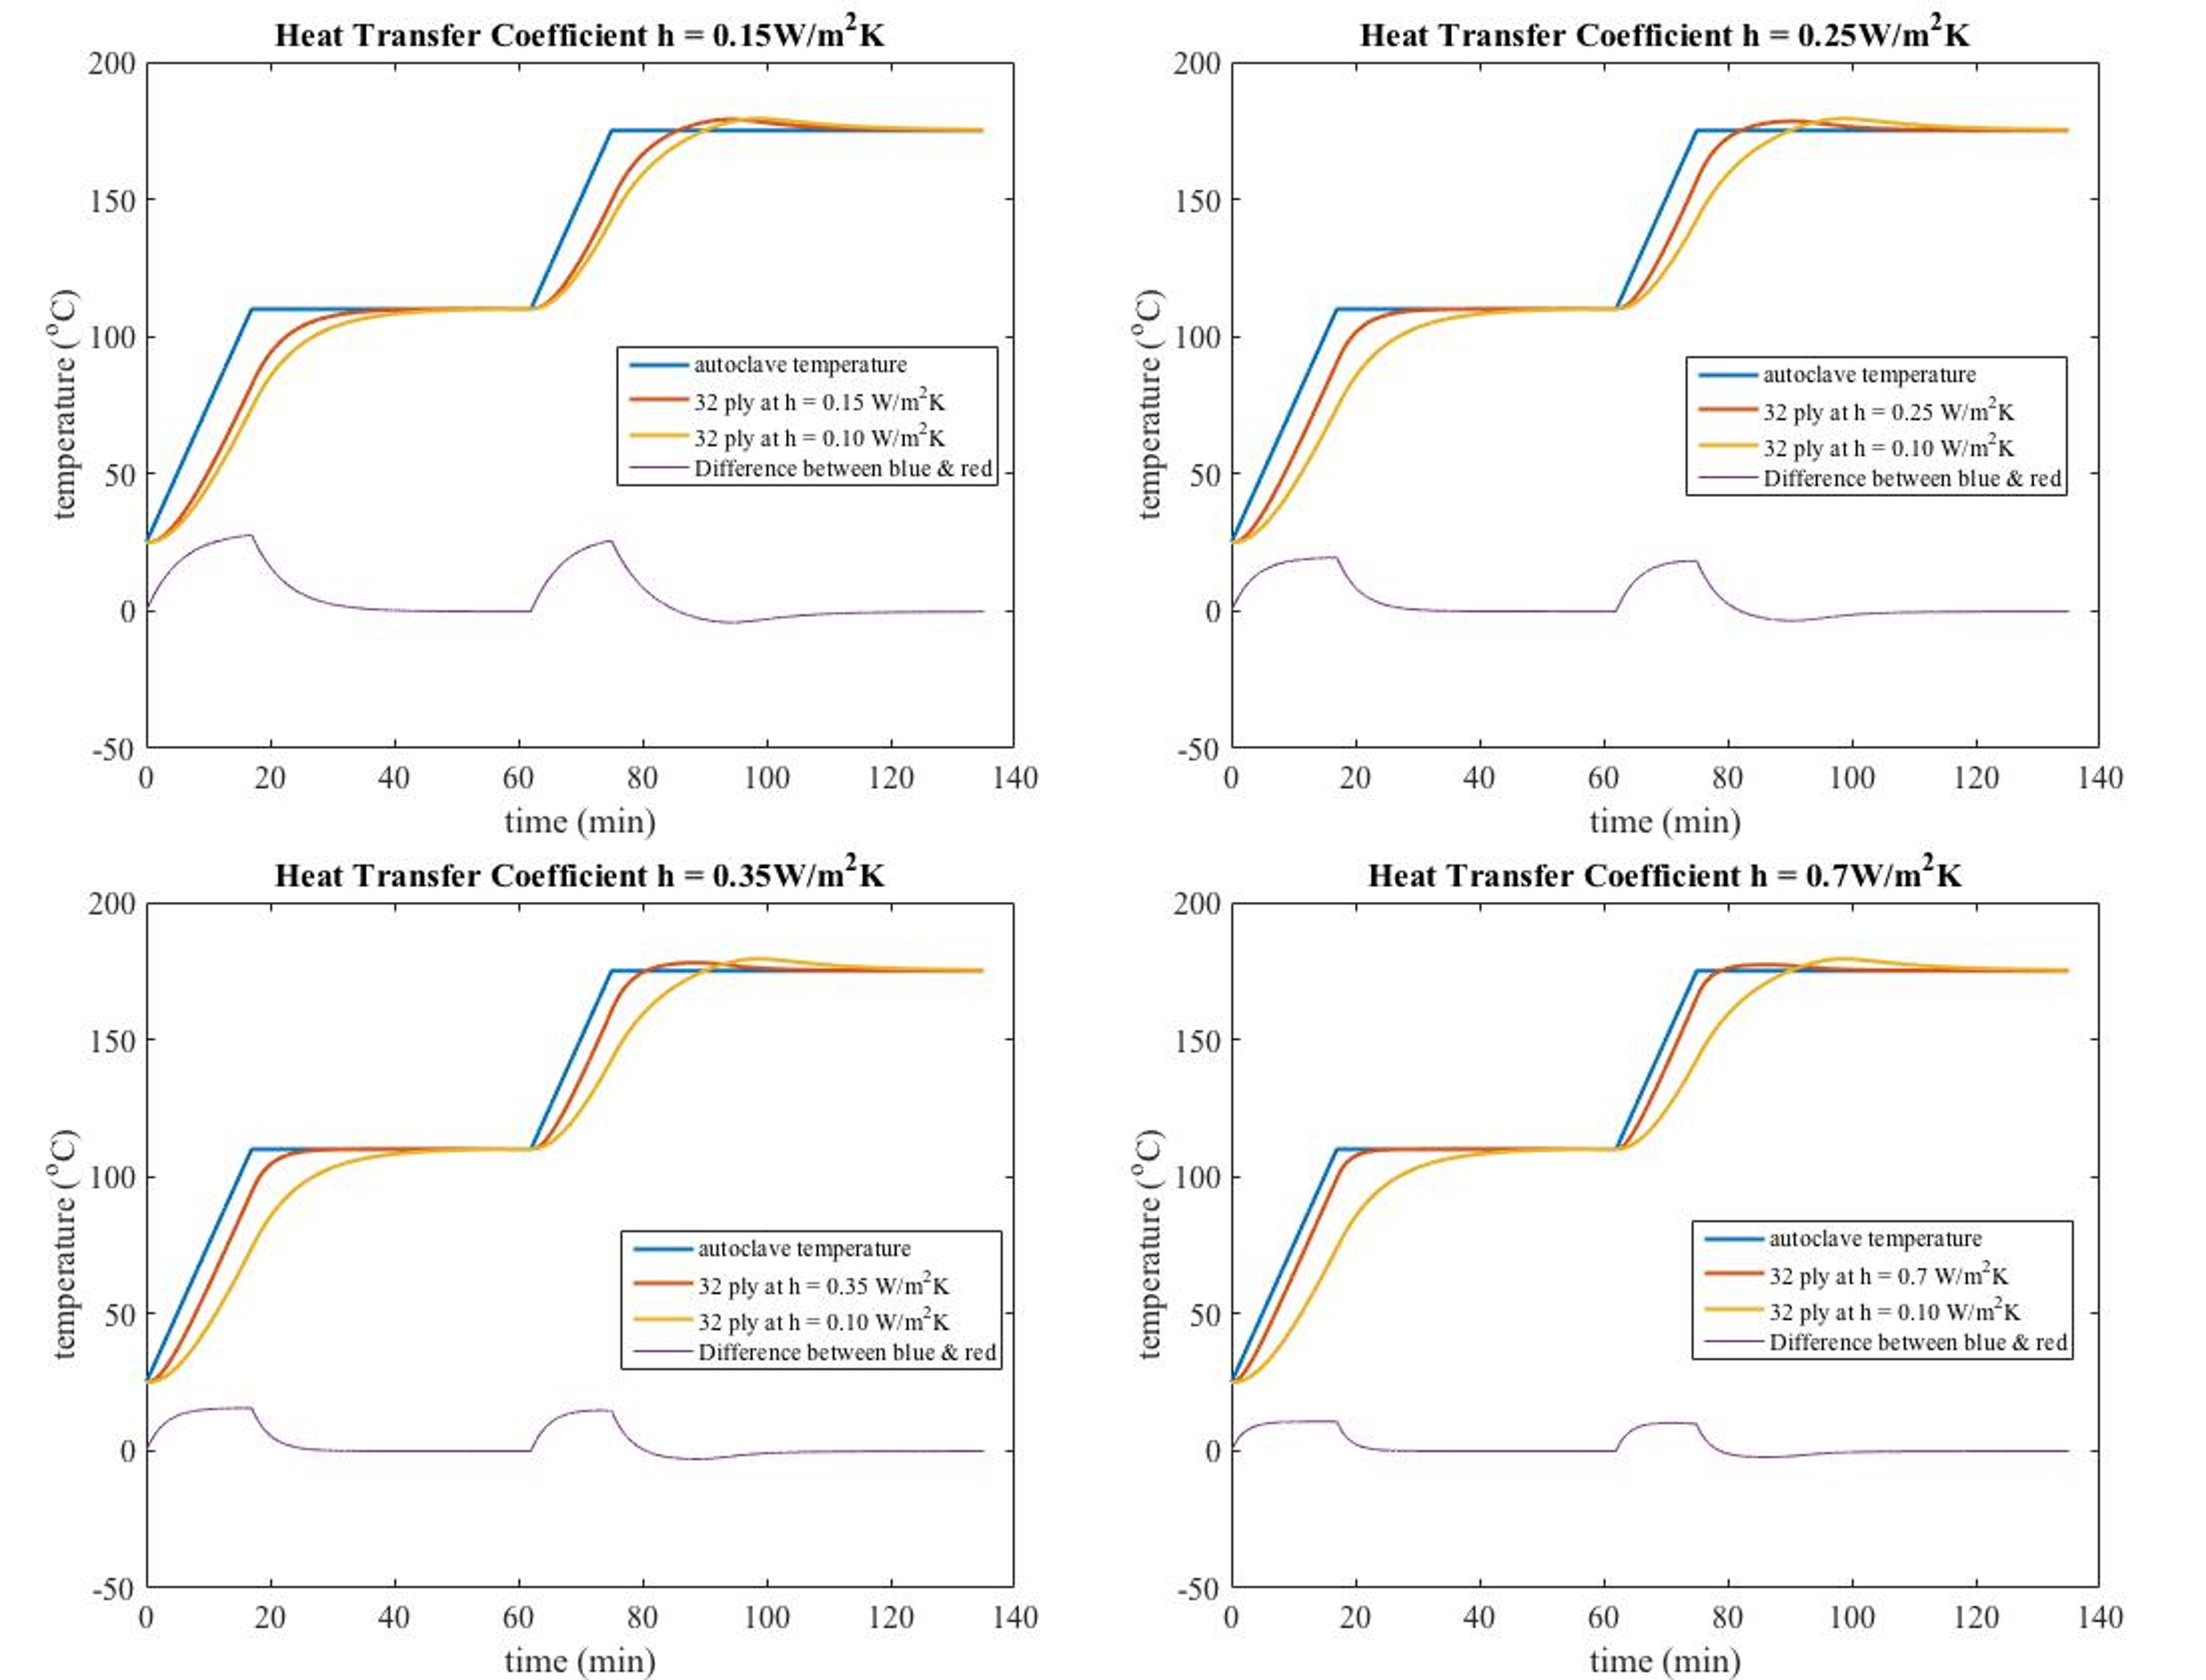 Heat Transfer Coefficient h = 0.15W/m²K
200
150
100
50
0
-50
temperature (°C)
autoclave temperature
32 ply at h = 0.15 W/m²K
32 ply at h = 0.10 W/m²K
Difference between blue & red
0 20 40 60 80 100 120 140
time (min)
Heat Transfer Coefficient h = 0.25W/m²K
200
150
100
50
0
-50
temperature (°C)
autoclave temperature
32 ply at h = 0.25 W/m²K
32 ply at h = 0.10 W/m²K
Difference between blue & red
0 20 40 60 80 100 120 140
time (min)
Heat Transfer Coefficient h = 0.35W/m²K
200
150
100
50
0
-50
temperature (°C)
autoclave temperature
32 ply at h = 0.35 W/m²K
32 ply at h = 0.10 W/m²K
Difference between blue & red
0 20 40 60 80 100 120 140
time (min)
Heat Transfer Coefficient h = 0.7W/m²K
200
150
100
50
0
-50
temperature (°C)
autoclave temperature
32 ply at h = 0.7 W/m²K
32 ply at h = 0.10 W/m²K
Difference between blue & red
0 20 40 60 80 100 120 140
time (min)